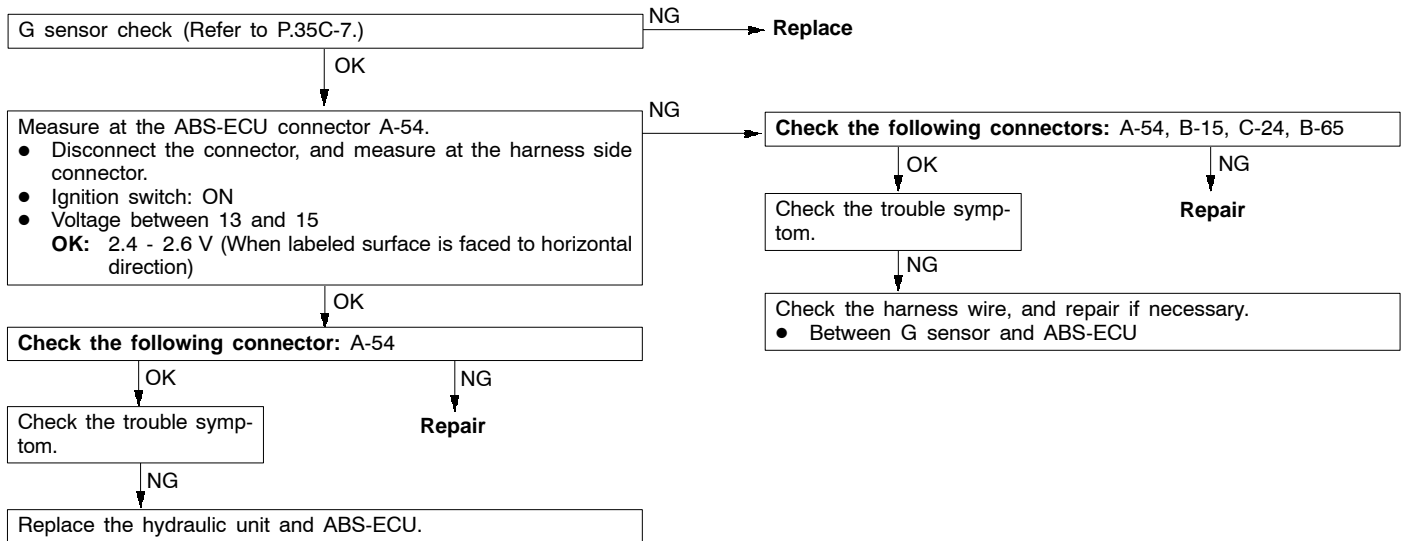 G sensor check (Refer to P.35C-7.)
NG
Replace
OK
Measure at the ABS-ECU connector A-54.
● Disconnect the connector, and measure at the harness side
connector.
● Ignition switch: ON
● Voltage between 13 and 15
OK: 2.4 - 2.6 V (When labeled surface is faced to horizontal
direction)
NG
Check the following connectors: A-54, B-15, C-24, B-65
OK
NG
Check the trouble symp-
tom.
Repair
NG
Check the harness wire, and repair if necessary.
● Between G sensor and ABS-ECU
OK
Check the following connector: A-54
OK
NG
Check the trouble symp-
tom.
Repair
NG
Replace the hydraulic unit and ABS-ECU.